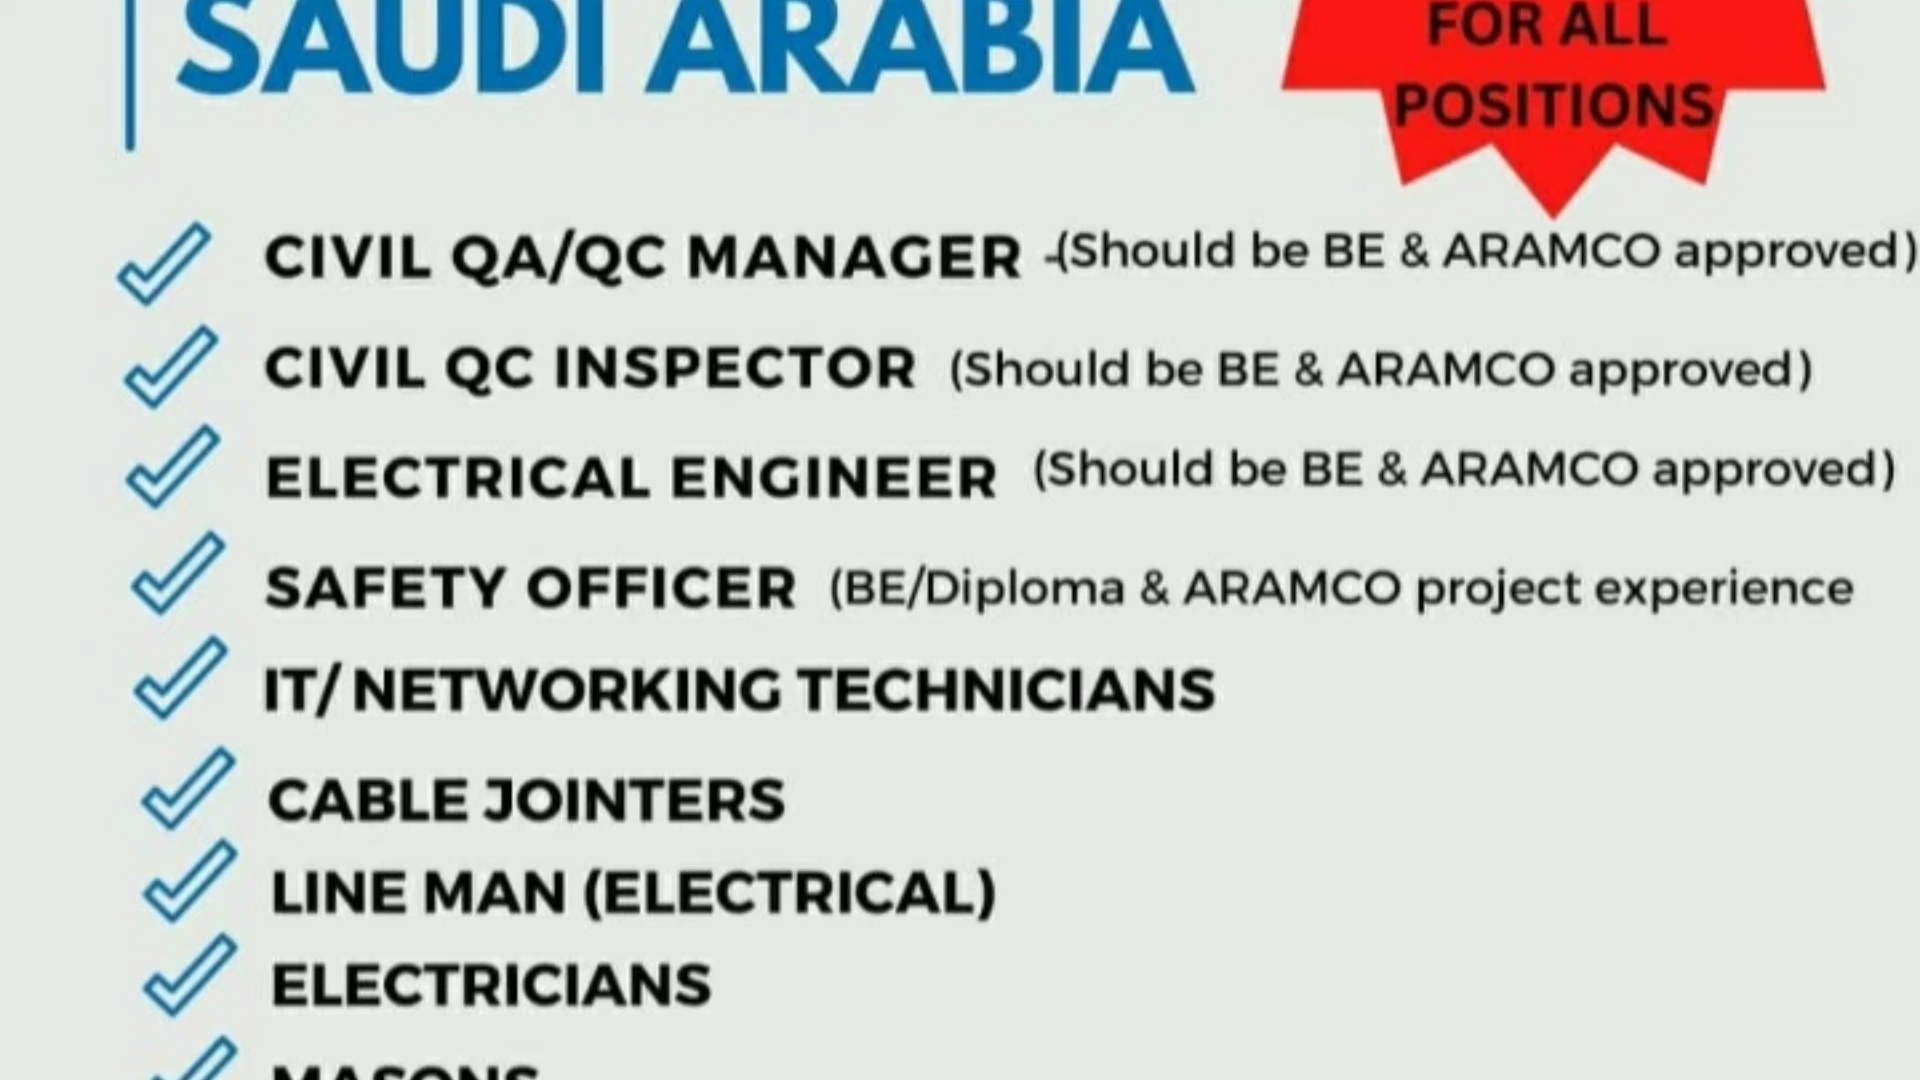 SAUDI ARABIA
FOR ALL
POSITIONS
CIVIL QA/QC MANAGER -(Should be BE & ARAMCO approved)
CIVIL QC INSPECTOR (Should be BE & ARAMCO approved)
ELECTRICAL ENGINEER (Should be BE & ARAMCO approved)
SAFETY OFFICER (BE/Diploma & ARAMCO project experience
IT/ NETWORKING TECHNICIANS
CABLE JOINTERS
LINE MAN (ELECTRICAL)
ELECTRICIANS
MASONS